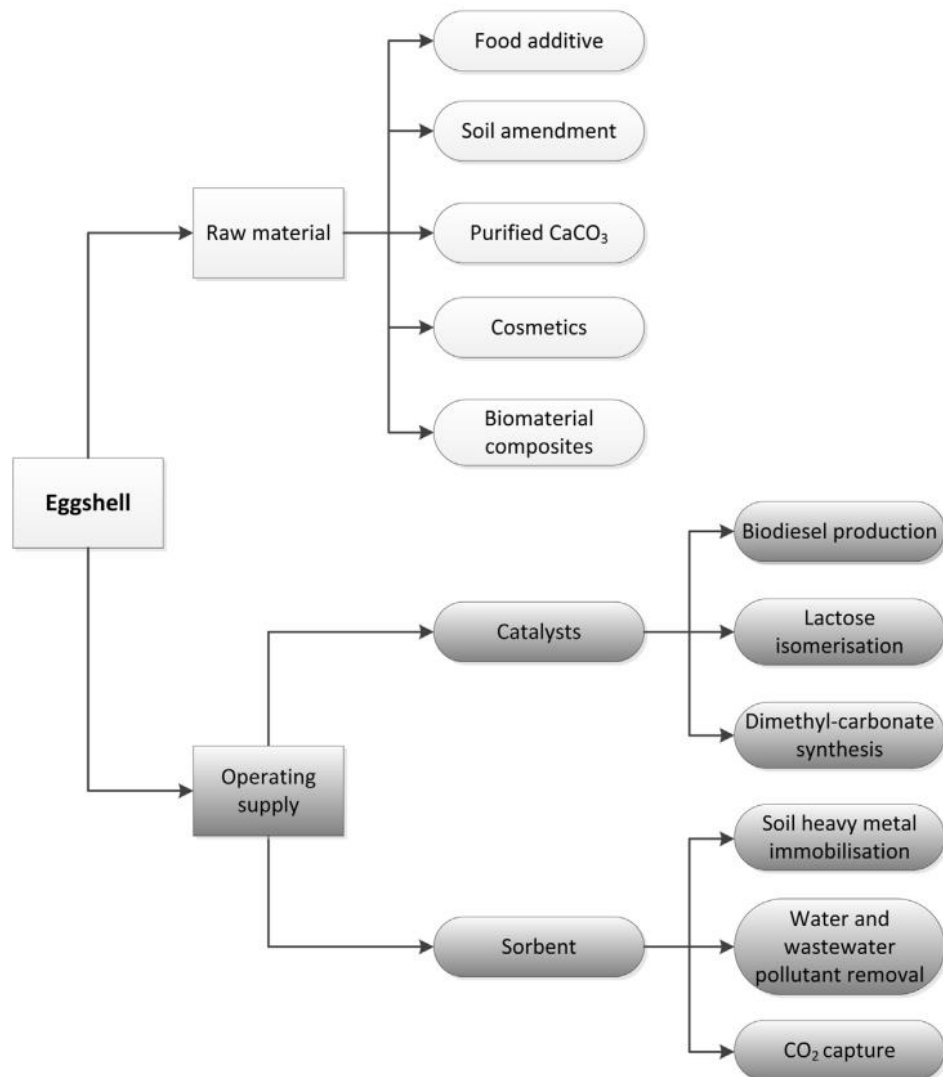 Food additive
Soil amendment
Raw material
Purified CaCO₃
Cosmetics
Biomaterial
composites
Eggshell
Biodiesel production
Catalysts
Lactose
isomerisation
Dimethyl-carbonate
synthesis
Operating
supply
Soil heavy metal
immobilisation
Sorbent
Water and
wastewater
pollutant removal
CO₂ capture